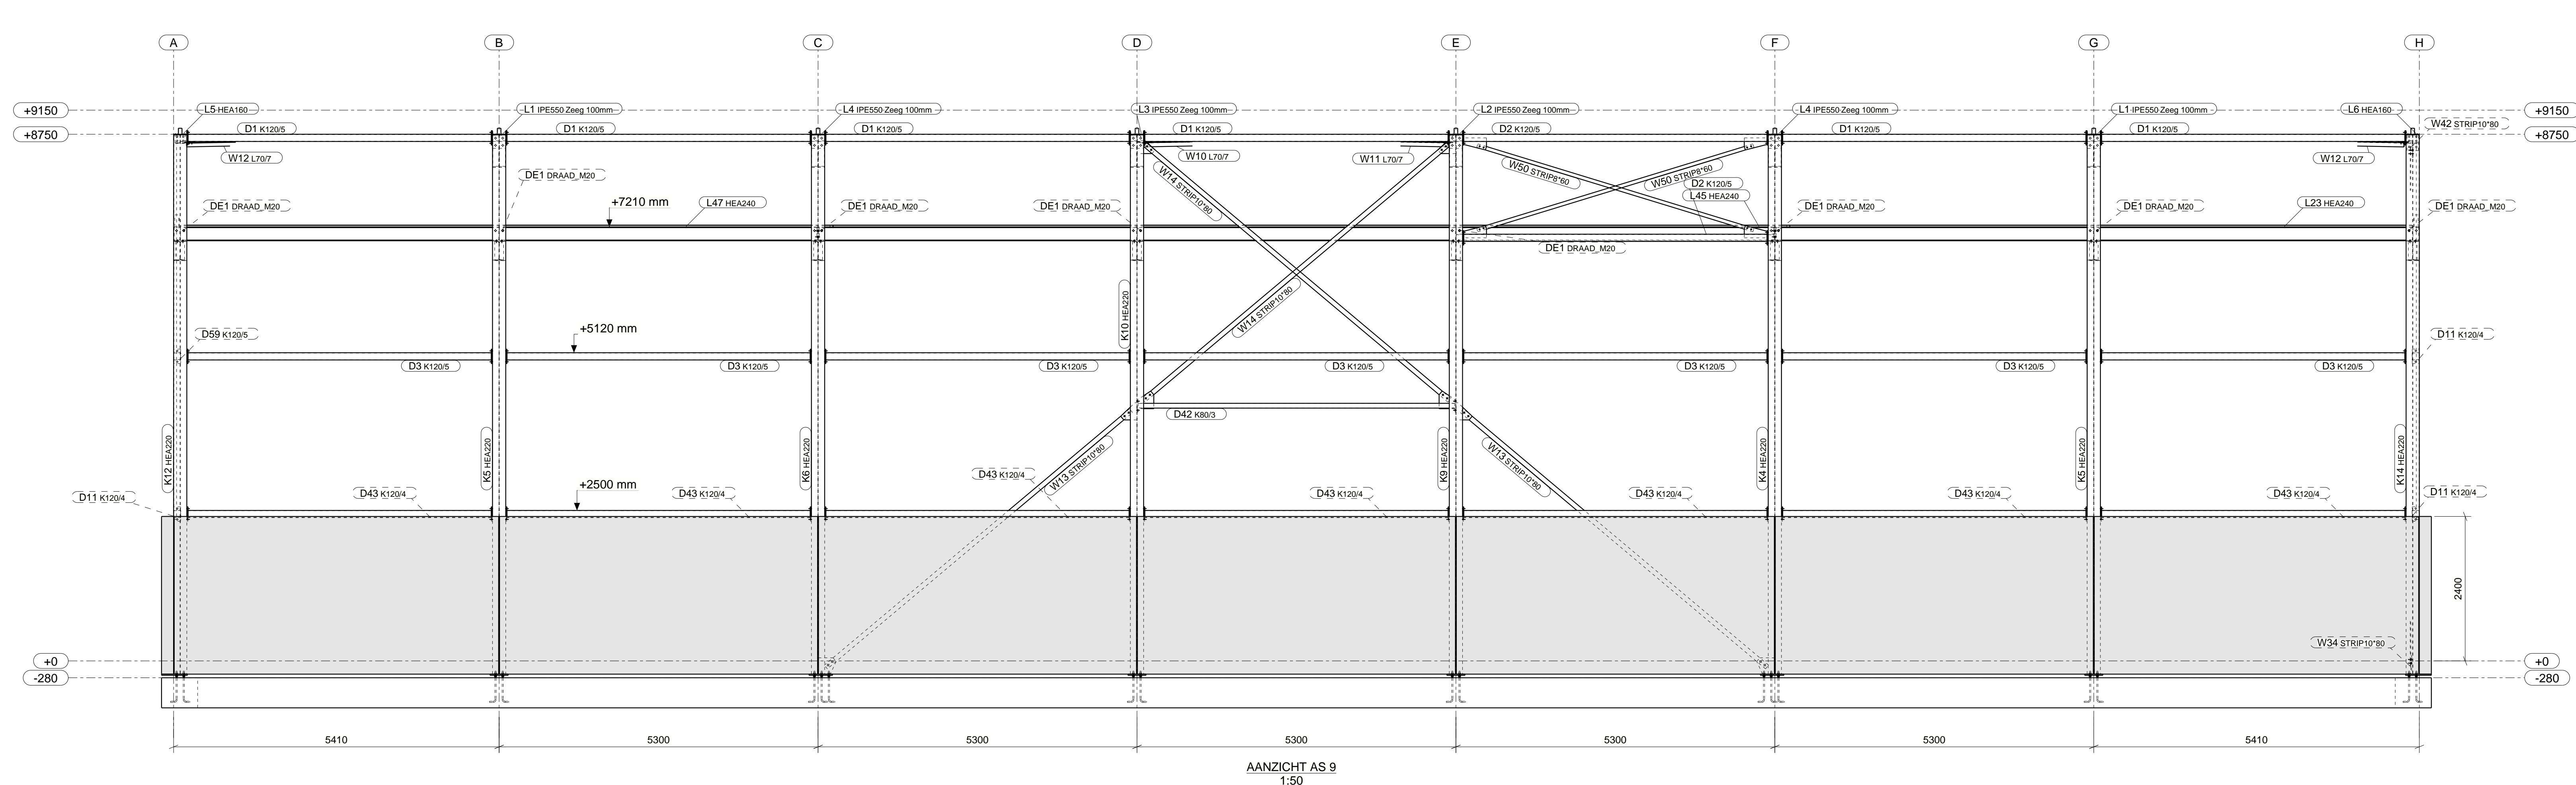 A B C D E F G H
+9150 L5 HEA160 L1 IPE550 Zeeg 100mm L4 IPE550 Zeeg 100mm L3 IPE550 Zeeg 100mm L2 IPE550 Zeeg 100mm L4 IPE550 Zeeg 100mm L1 IPE550 Zeeg 100mm L6 HEA160 +9150
W42 STRIP10*80
+8750 D1 K120/5 D1 K120/5 D1 K120/5 D1 K120/5 D2 K120/5 D1 K120/5 D1 K120/5 +8750
W12 L70/7 W10 L70/7 W11 L70/7 W12 L70/7
W14 STRIP10*80 W50 STRIP8*60 W50 STRIP8*60
DE1 DRAAD_M20
D2 K120/5
+7210 mm L47 HEA240 L45 HEA240 L23 HEA240
DE1 DRAAD_M20 DE1 DRAAD_M20 DE1 DRAAD_M20 DE1 DRAAD_M20 DE1 DRAAD_M20 DE1 DRAAD_M20
DE1 DRAAD_M20
K10 HEA220 W14 STRIP10*80
D59 K120/5 +5120 mm D11 K120/4
D3 K120/5 D3 K120/5 D3 K120/5 D3 K120/5 D3 K120/5 D3 K120/5 D3 K120/5
D42 K80/3
K12 HEA220 K5 HEA220 K6 HEA220 W13 STRIP10*80 K9 HEA220 W13 STRIP10*80 K4 HEA220 K5 HEA220 K14 HEA220
D43 K120/4
+2500 mm
D11 K120/4 D43 K120/4 D43 K120/4 D43 K120/4 D43 K120/4 D43 K120/4 D43 K120/4 D11 K120/4
2400
W34 STRIP10*80
+0 +0
-280 -280
5410 5300 5300 5300 5300 5300 5410
AANZICHT AS 9
1:50